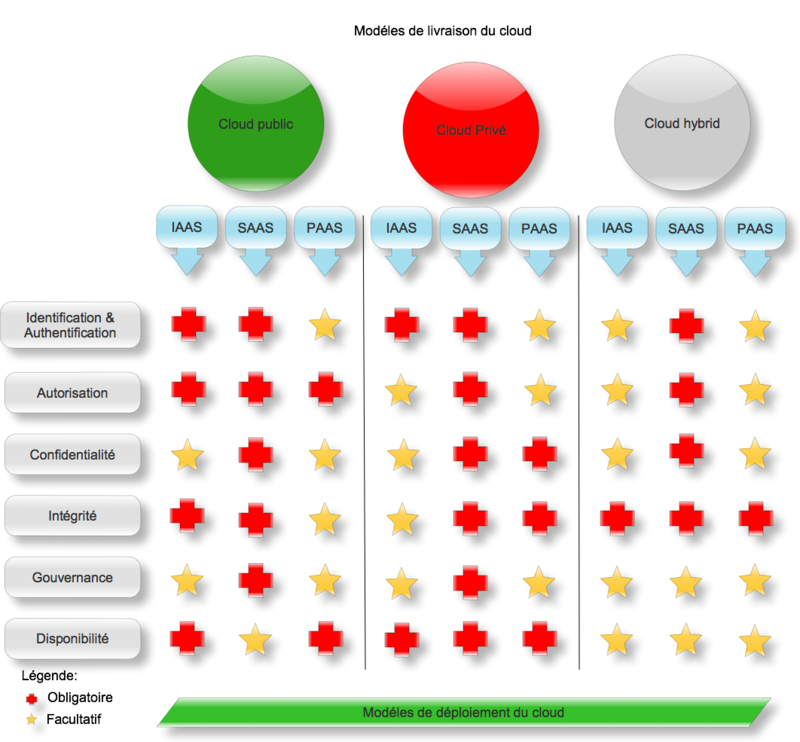 Modéles de livraison du cloud
Cloud public
Cloud Privé
Cloud hybrid
IAAS SAAS PAAS IAAS SAAS PAAS IAAS SAAS PAAS
Identification &
Authentification
Autorisation
Confidentialité
Intégrité
Gouvernance
Disponibilité
Légende:
Obligatoire
Facultatif
Modéles de déploiement du cloud